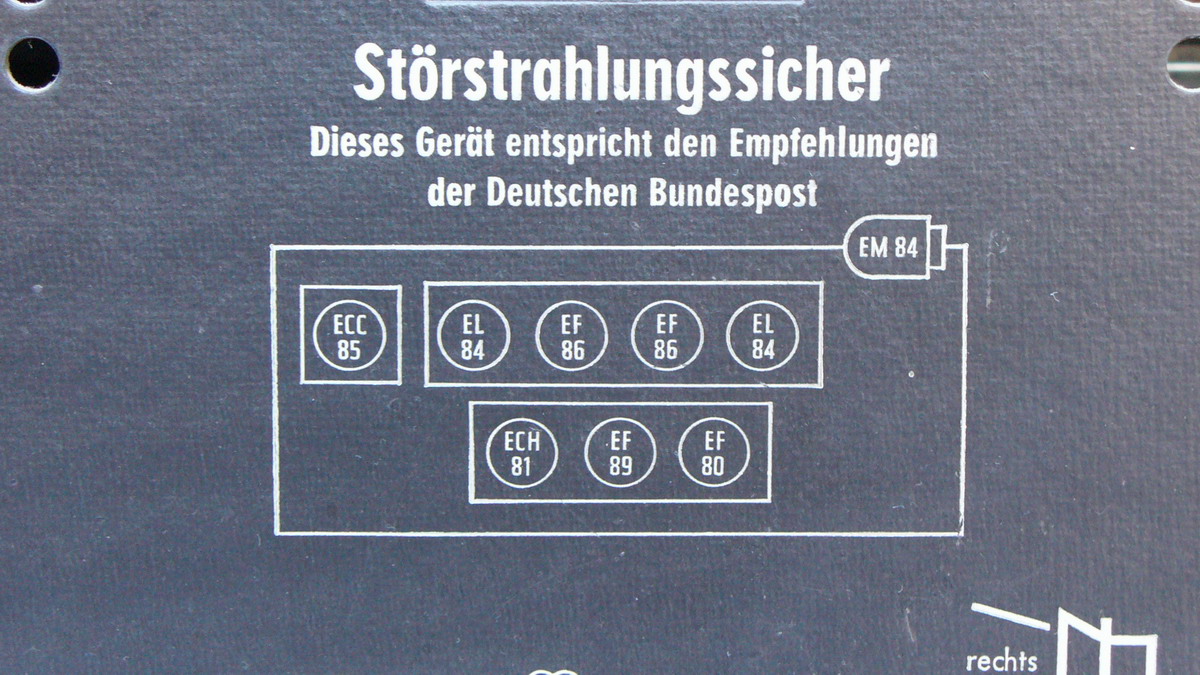 Störstrahlungssicher
Dieses Gerät entspricht den Empfehlungen
der Deutschen Bundespost
EM 84
ECC
85
EL
84
EF
86
EF
86
EL
84
ECH
81
EF
89
EF
80
rechts